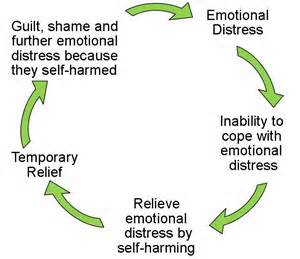 Emotional
Distress
Inability to
cope with
emotional
distress
Relieve
emotional
distress by
self-harming
Temporary
Relief
Guilt, shame and
further emotional
distress because
they self-harmed